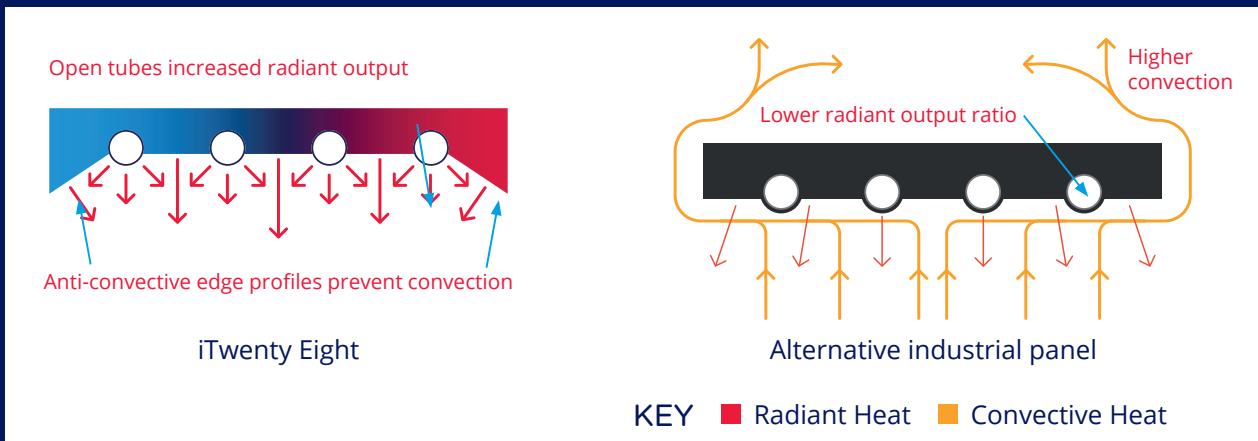 Open tubes increased radiant output
Anti-convective edge profiles prevent convection
iTwenty Eight
Higher
convection
Lower radiant output ratio
Alternative industrial panel
KEY Radiant Heat Convective Heat